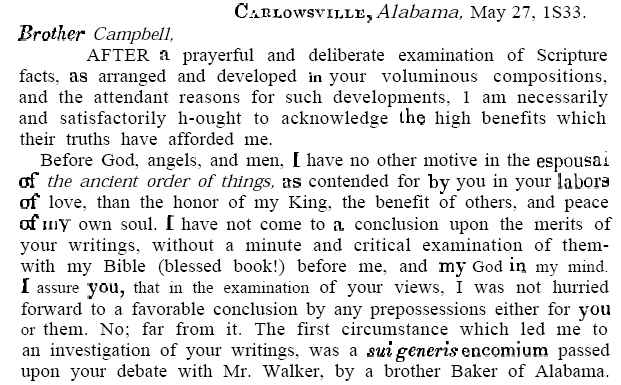 CARLOWSVILLE, Alabama, May 27, 1S33.
Brother Campbell,
AFTER a prayerful and deliberate examination of Scripture
facts, as arranged and developed in your voluminous compositions,
and the attendant reasons for such developments, 1 am necessarily
and satisfactorily h-ought to acknowledge the high benefits which
their truths have afforded me.
Before God, angels, and men, I have no other motive in the espousai
of the ancient order of things, as contended for by you in your labors
of love, than the honor of my King, the benefit of others, and peace
of my own soul. I have not come to a conclusion upon the merits of
your writings, without a minute and critical examination of them-
with my Bible (blessed book!) before me, and my God in my mind.
I assure you, that in the examination of your views, I was not hurried
forward to a favorable conclusion by any prepossessions either for you
or them. No; far from it. The first circumstance which led me to
an investigation of your writings, was a sui generis encomium passed
upon your debate with Mr. Walker, by a brother Baker of Alabama.